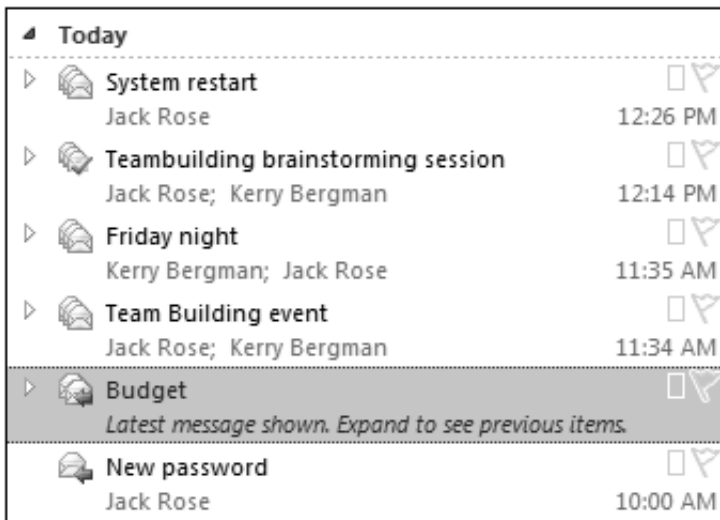 Today
System restart
Jack Rose 12:26 PM
Teambuilding brainstorming session
Jack Rose; Kerry Bergman 12:14 PM
Friday night
Kerry Bergman; Jack Rose 11:35 AM
Team Building event
Jack Rose; Kerry Bergman 11:34 AM
Budget
Latest message shown. Expand to see previous items.
New password
Jack Rose 10:00 AM